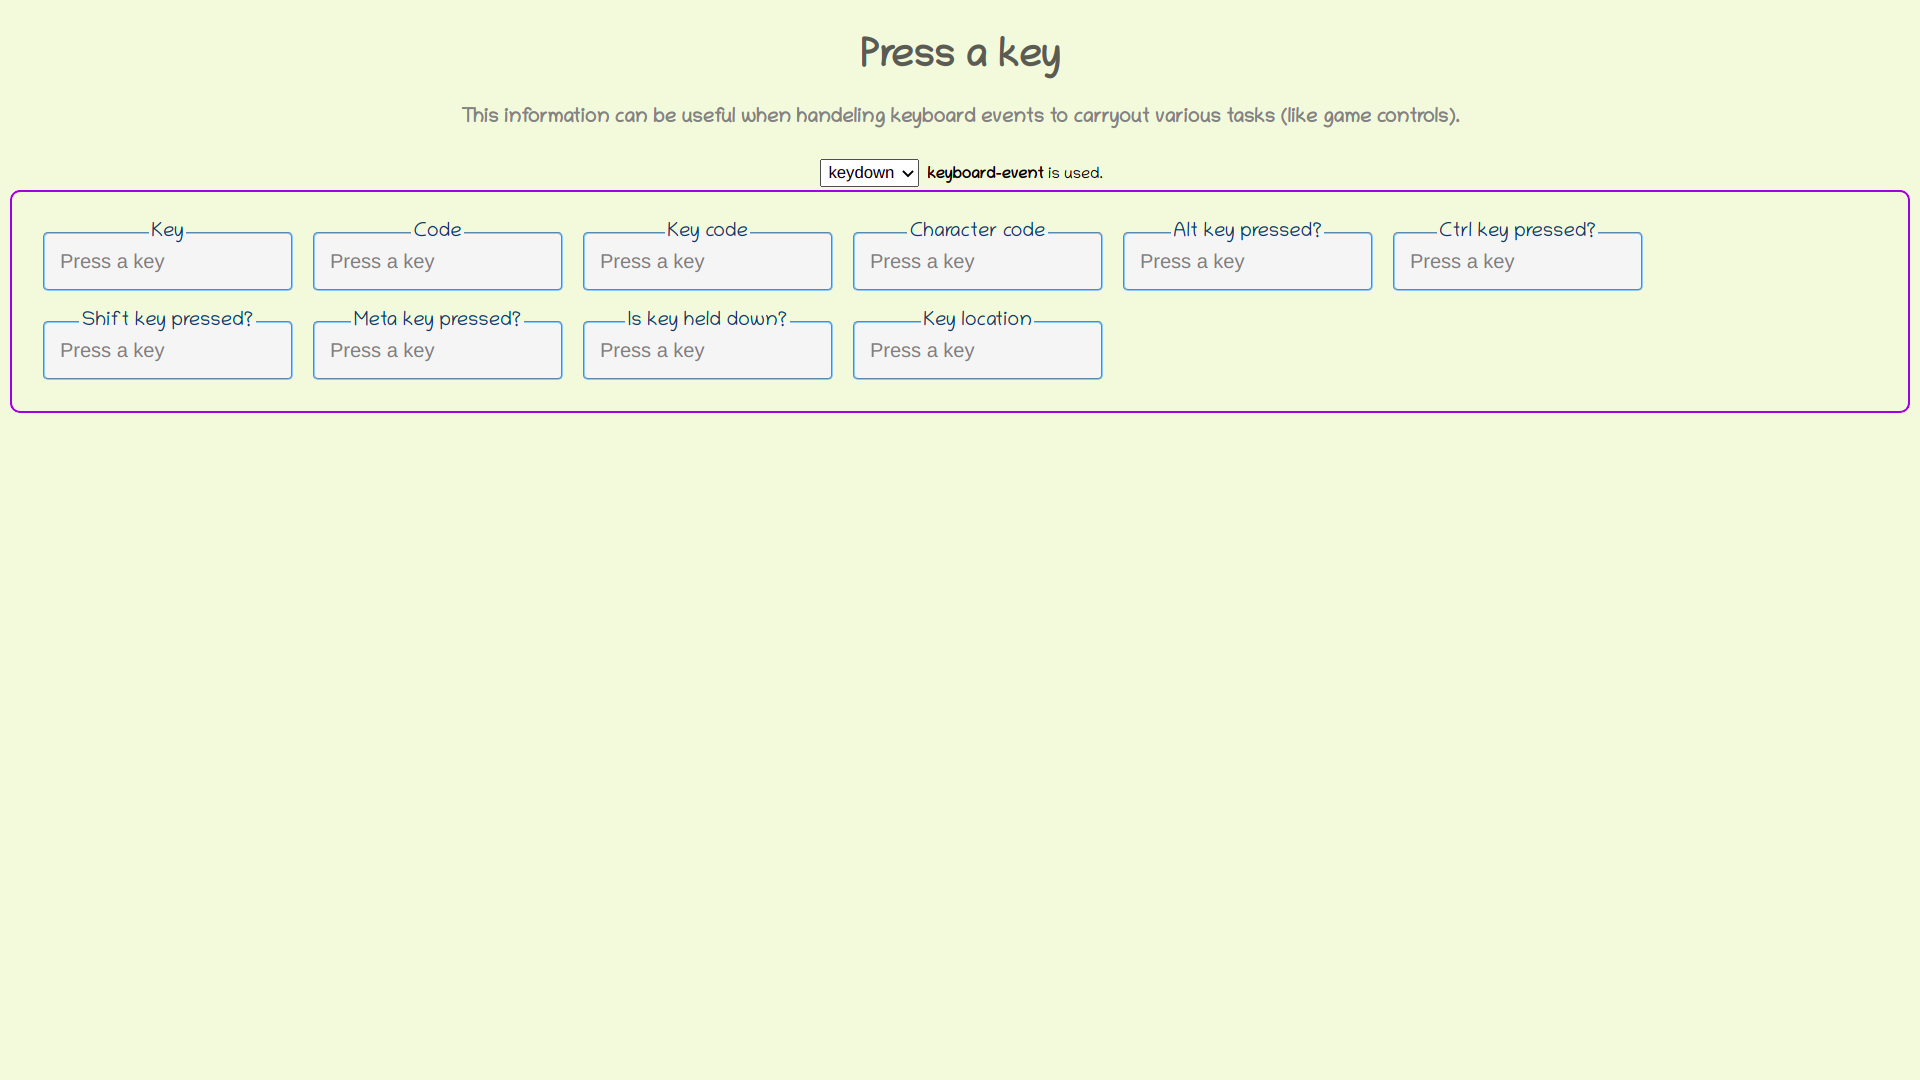 Press a key
This information can be useful when handeling keyboard events to carryout various tasks (like game controls).
keydown keyboard-event is used.
Key Code Key code Character code Alt key pressed? Ctrl key pressed?
Press a key Press a key Press a key Press a key Press a key Press a key
Shift key pressed? Meta key pressed? Is key held down? Key location
Press a key Press a key Press a key Press a key